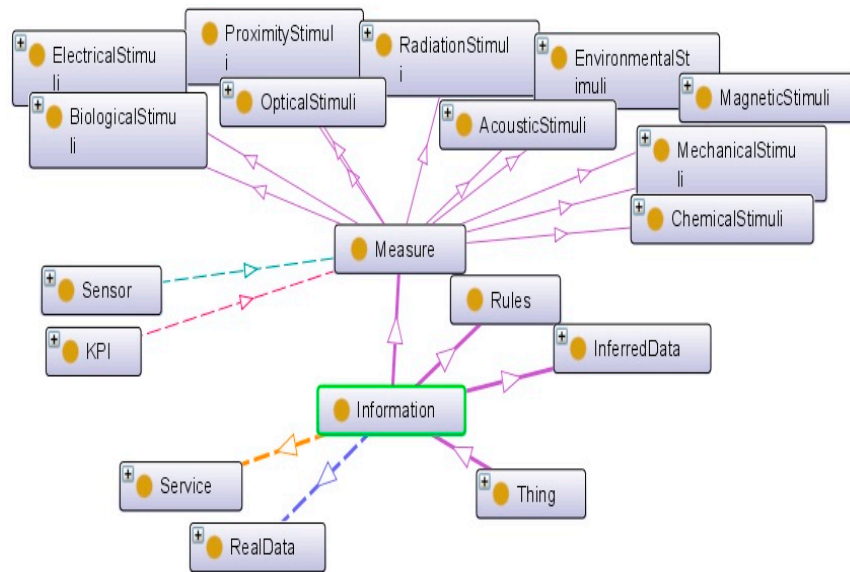 ProximityStimul
i
RadiationStimul
i
ElectricalStimu
li
EnvironmentalSt
imuli
OpticalStimuli
MagneticStimuli
BiologicalStimu
li
AcousticStimuli
MechanicalStimu
li
ChemicalStimuli
Measure
Sensor
Rules
KPI
InferredData
Information
Service
Thing
RealData